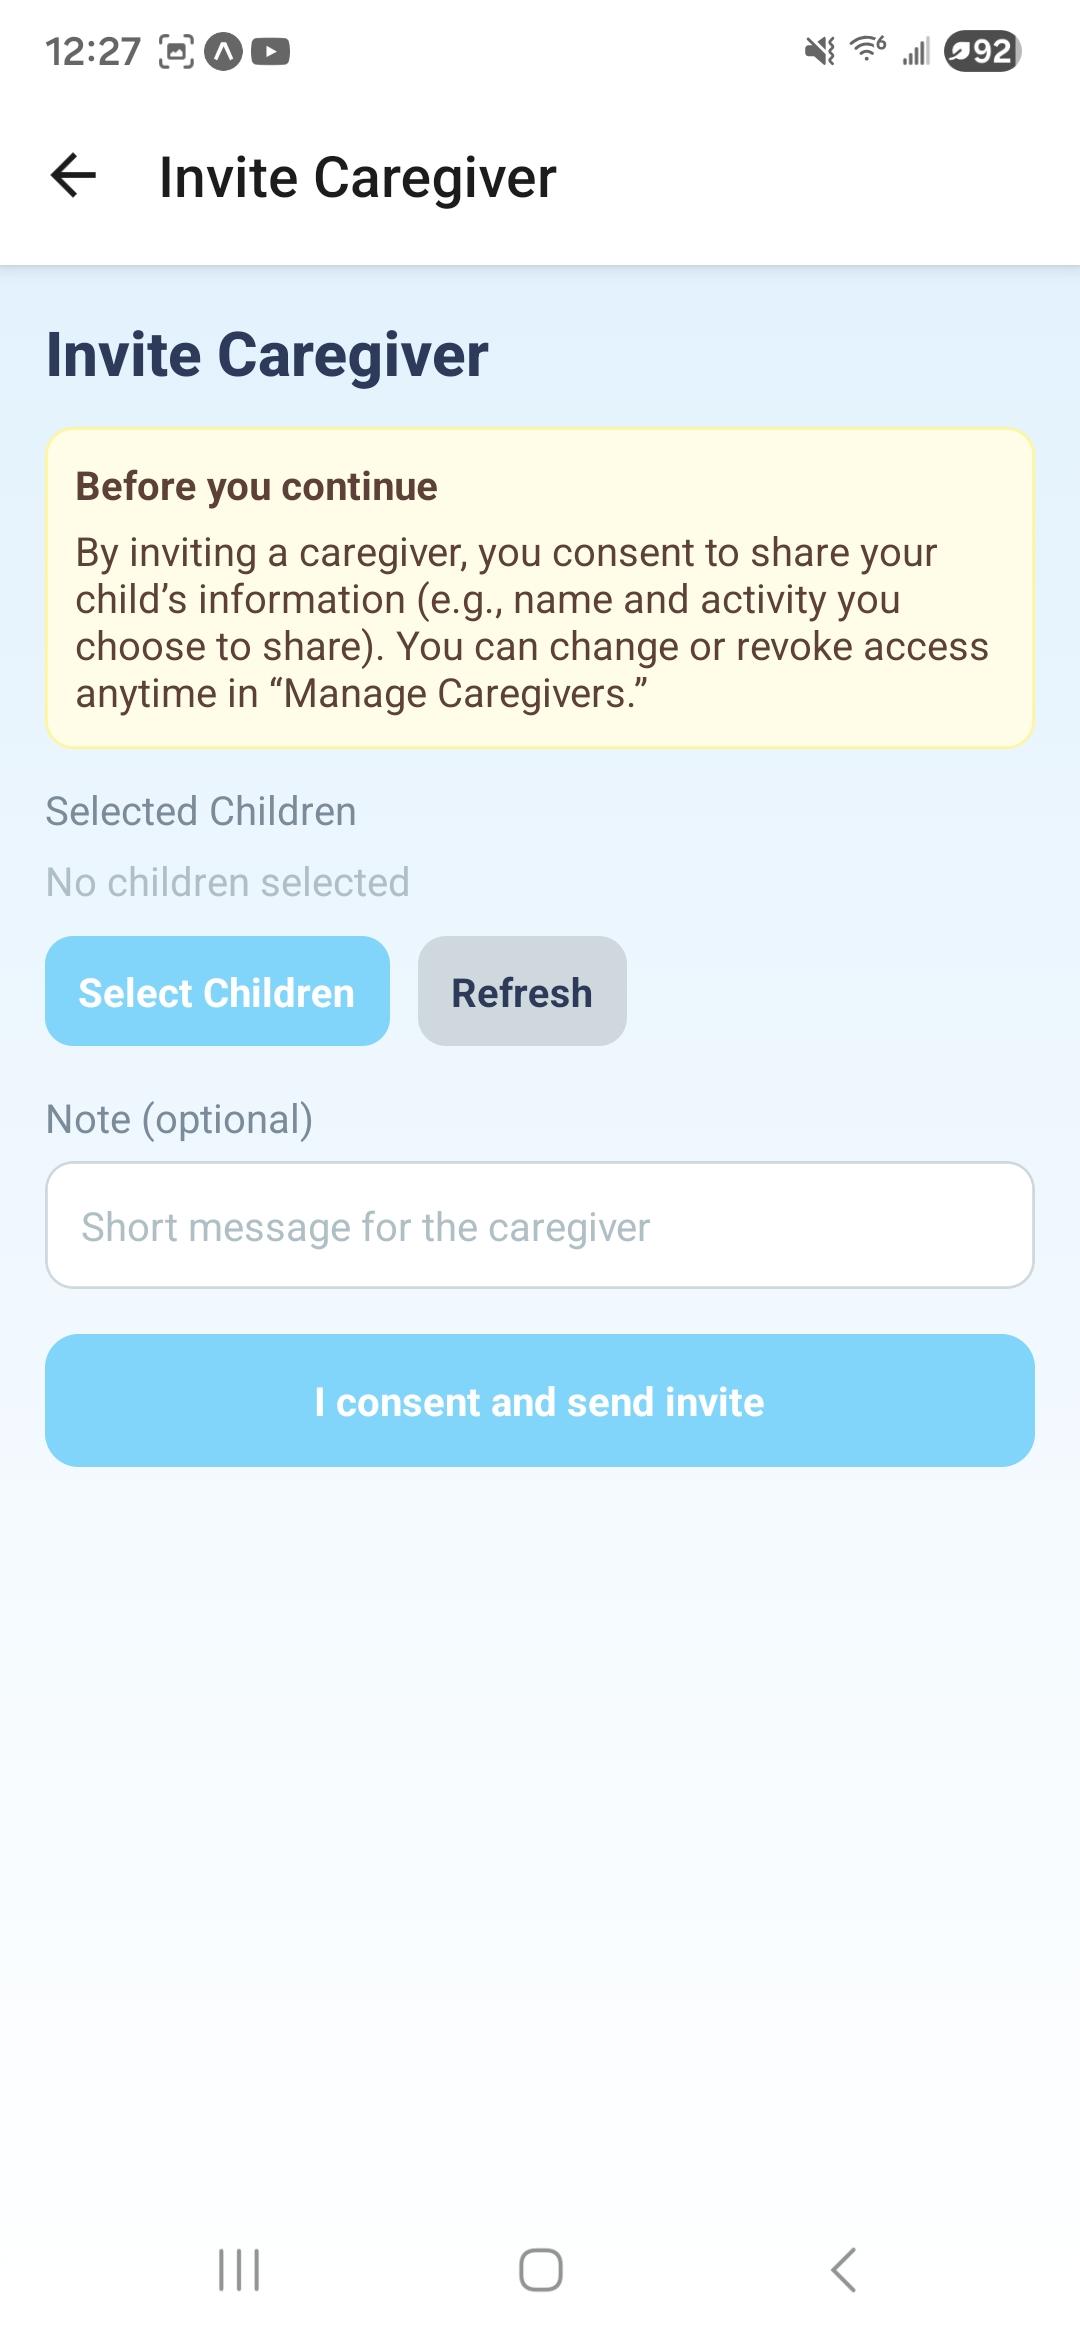 12:27
6
92
Invite Caregiver
Invite Caregiver
Before you continue
By inviting a caregiver, you consent to share your
child’s information (e.g., name and activity you
choose to share). You can change or revoke access
anytime in “Manage Caregivers.”
Selected Children
No children selected
Select Children
Refresh
Note (optional)
Short message for the caregiver
I consent and send invite